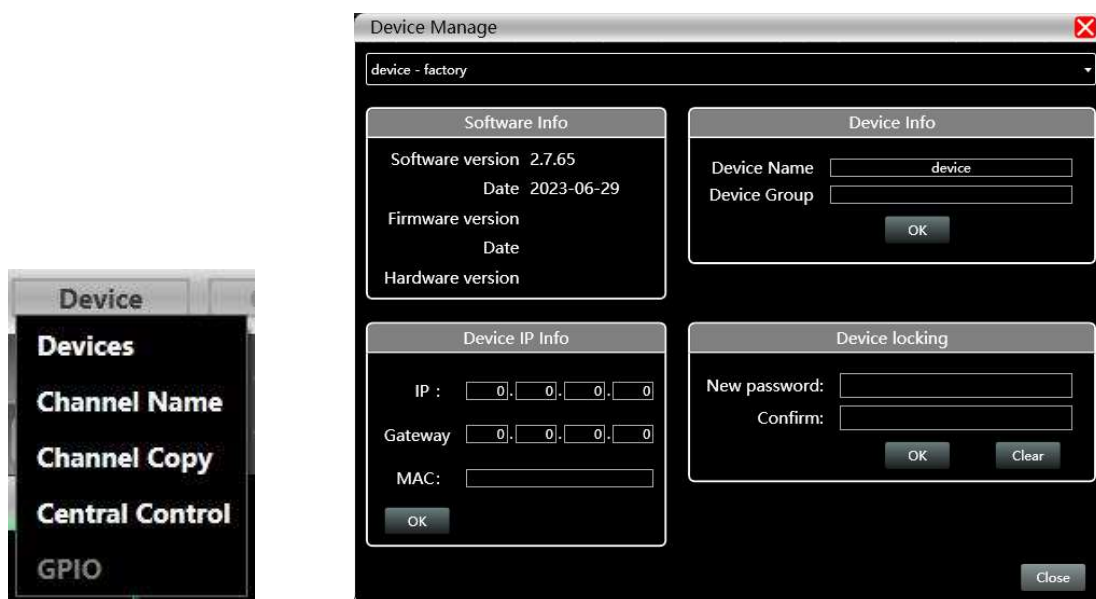 Device
Devices
Channel Name
Channel Copy
Central Control
GPIO
Device Manage
device - factory
Software Info
Software version 2.7.65
Date 2023-06-29
Firmware version
Date
Hardware version
Device Info
Device Name device
Device Group
OK
Device IP Info
IP : 0. 0. 0. 0
Gateway 0. 0. 0. 0
MAC:
OK
Device locking
New password:
Confirm:
OK Clear
Close